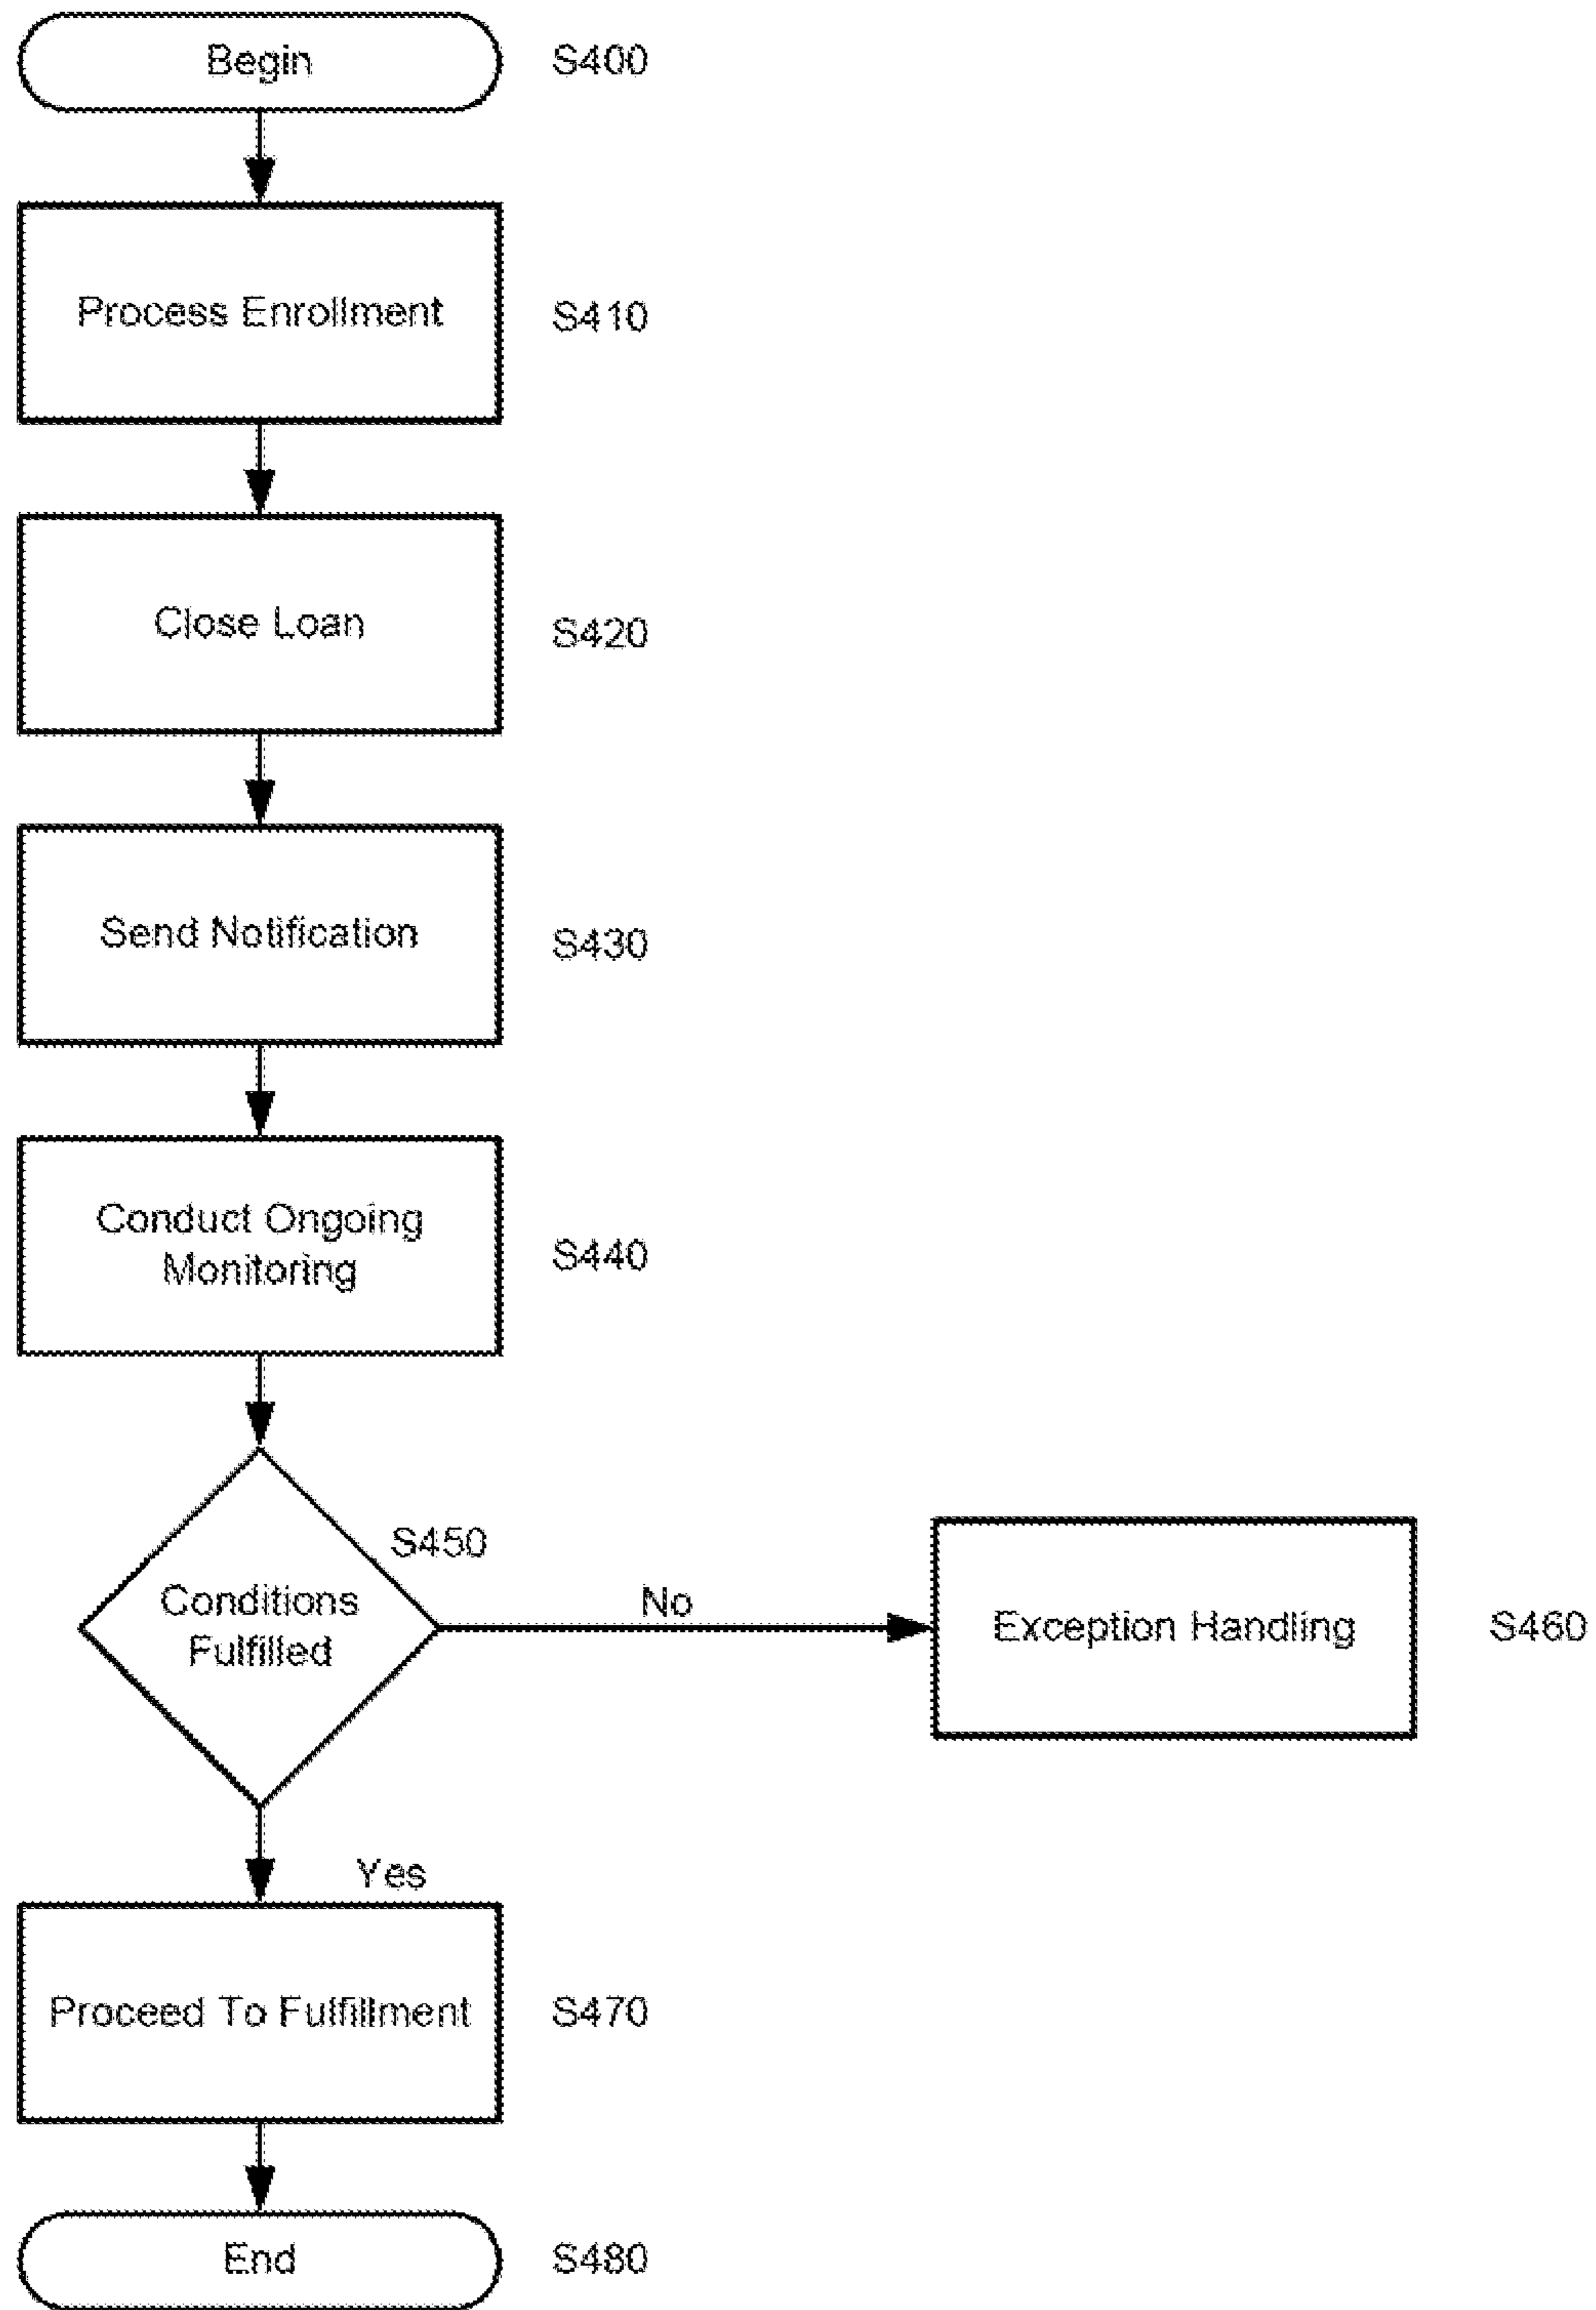 Begin
S400
Process Enrollment
S410
Close Loan
S420
Send Notification
S430
Conduct Ongoing
Monitoring
S440
S450
Conditions
Fulfilled
No
Exception Handling
S460
Yes
Proceed To Fulfillment
S470
End
S480